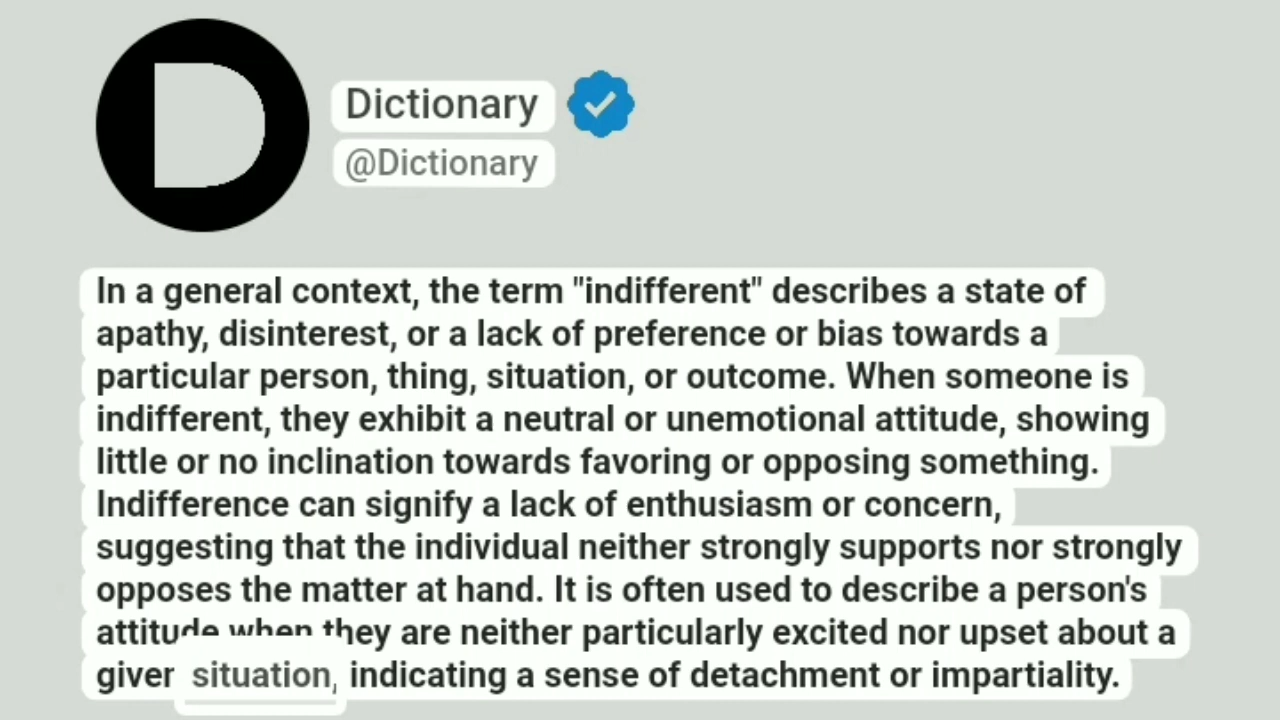 D
Dictionary
@Dictionary
In a general context, the term "indifferent" describes a state of
apathy, disinterest, or a lack of preference or bias towards a
particular person, thing, situation, or outcome. When someone is
indifferent, they exhibit a neutral or unemotional attitude, showing
little or no inclination towards favoring or opposing something.
Indifference can signify a lack of enthusiasm or concern,
suggesting that the individual neither strongly supports nor strongly
opposes the matter at hand. It is often used to describe a person's
attitude when they are neither particularly excited nor upset about a
given situation, indicating a sense of detachment or impartiality.